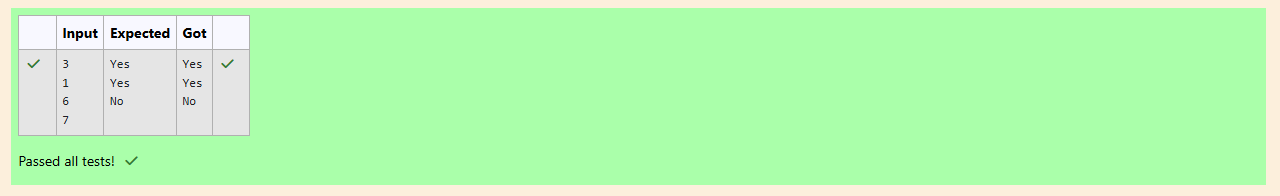 Input Expected Got
3 Yes Yes
1 Yes Yes
6 No No
7
Passed all tests!